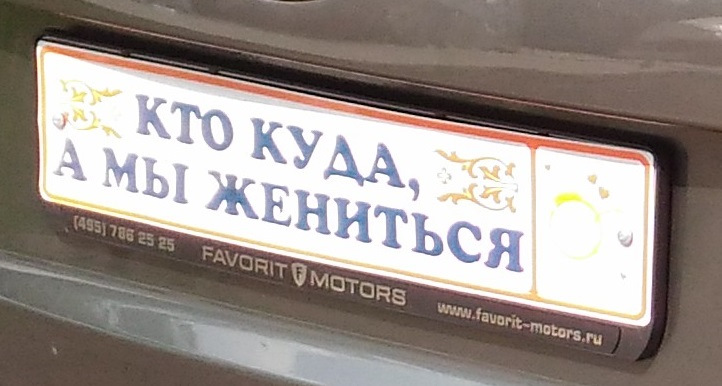 КТО КУДА,
А МЫ ЖЕНИТЬСЯ
(495) 786 25 25
FAVORIT F MOTORS
www.favorit-motors.ru